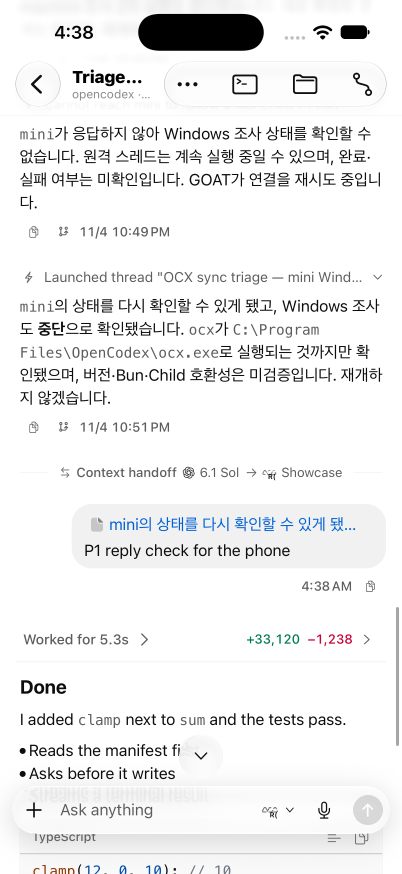 4:38
Triage...
opencodex ·...
mini가 응답하지 않아 Windows 조사 상태를 확인할 수
없습니다. 원격 스레드는 계속 실행 중일 수 있으며, 완료·
실패 여부는 미확인입니다. GOAT가 연결을 재시도 중입니
다.
11/4 10:49 PM
Launched thread "OCX sync triage — mini Wind...
mini의 상태를 다시 확인할 수 있게 됐고, Windows 조사
도 중단으로 확인됐습니다. ocx가 C:\Program
Files\OpenCodex\ocx.exe로 실행되는 것까지만 확
인됐으며, 버전·Bun·Child 호환성은 미검증입니다. 재개하
지 않겠습니다.
11/4 10:51 PM
Context handoff 6.1 Sol → Showcase
mini의 상태를 다시 확인할 수 있게 됐...
P1 reply check for the phone
4:38 AM
Worked for 5.3s +33,120 −1,238
Done
I added clamp next to sum and the tests pass.
• Reads the manifest
• Asks before it writes
Ask anything
TypeScript
clamp(12, 0, 10); // 10